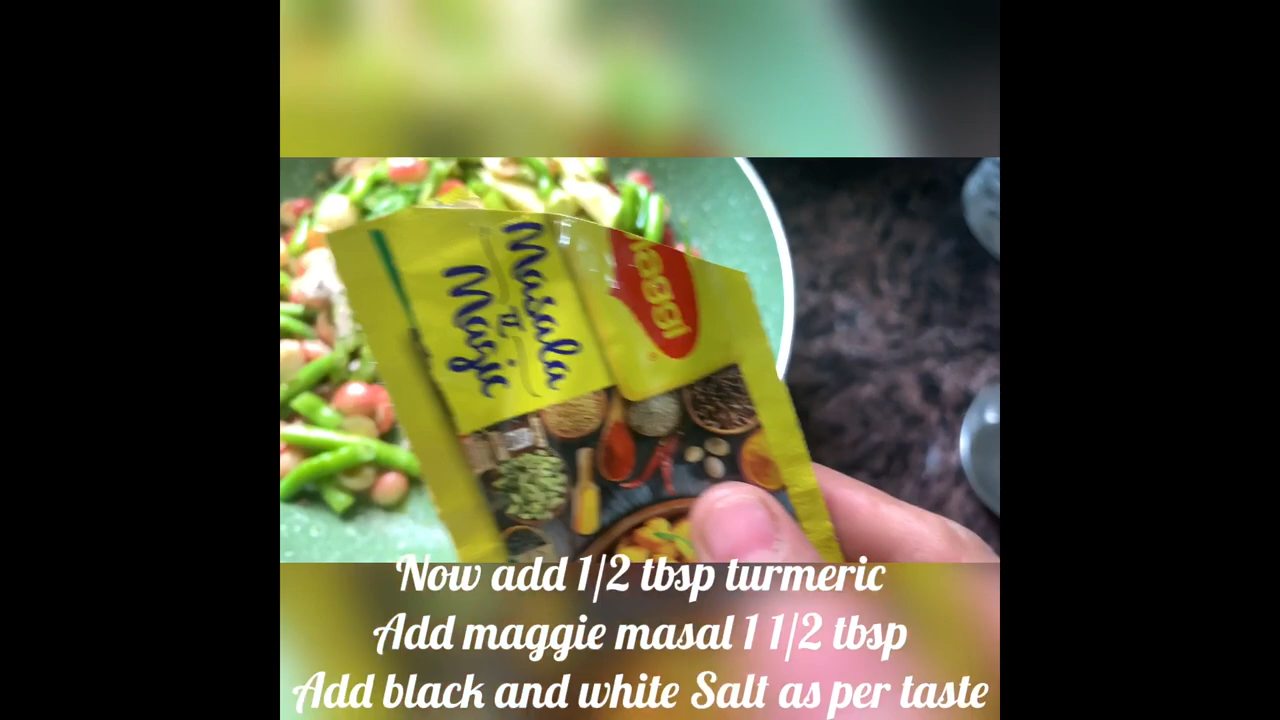 Maggi
Masala
ae
Magic
Now add 1/2 tbsp turmeric
Add maggie masal 1 1/2 tbsp
Add black and white Salt as per taste